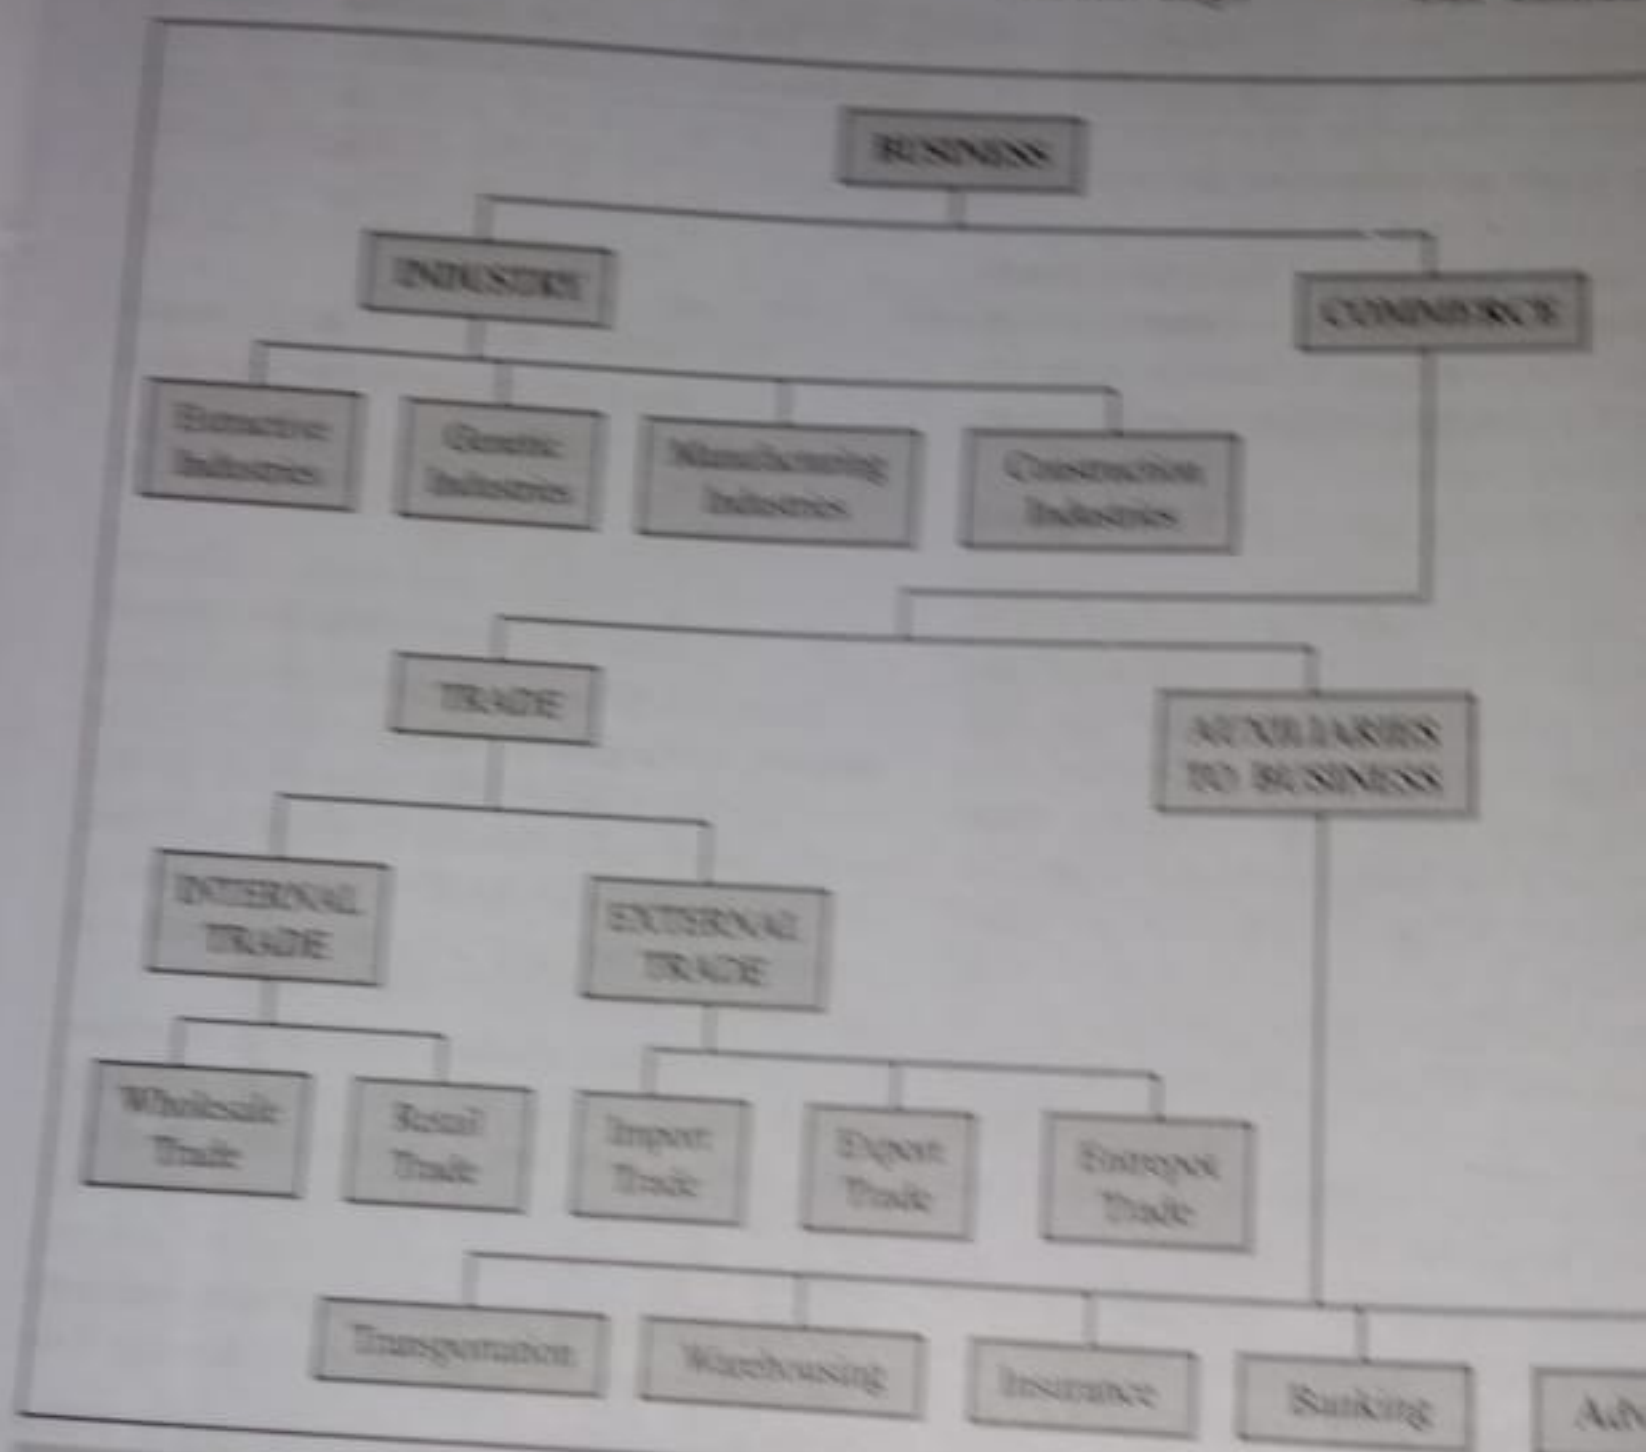 BUSINESS
INDUSTRY
COMMERCE
Extractive
Industries
Genetic
Industries
Manufacturing
Industries
Construction
Industries
TRADE
AUXILIARIES
TO BUSINESS
INTERNAL
TRADE
EXTERNAL
TRADE
Wholesale
Trade
Retail
Trade
Import
Trade
Export
Trade
Entrepot
Trade
Transportation
Warehousing
Insurance
Banking